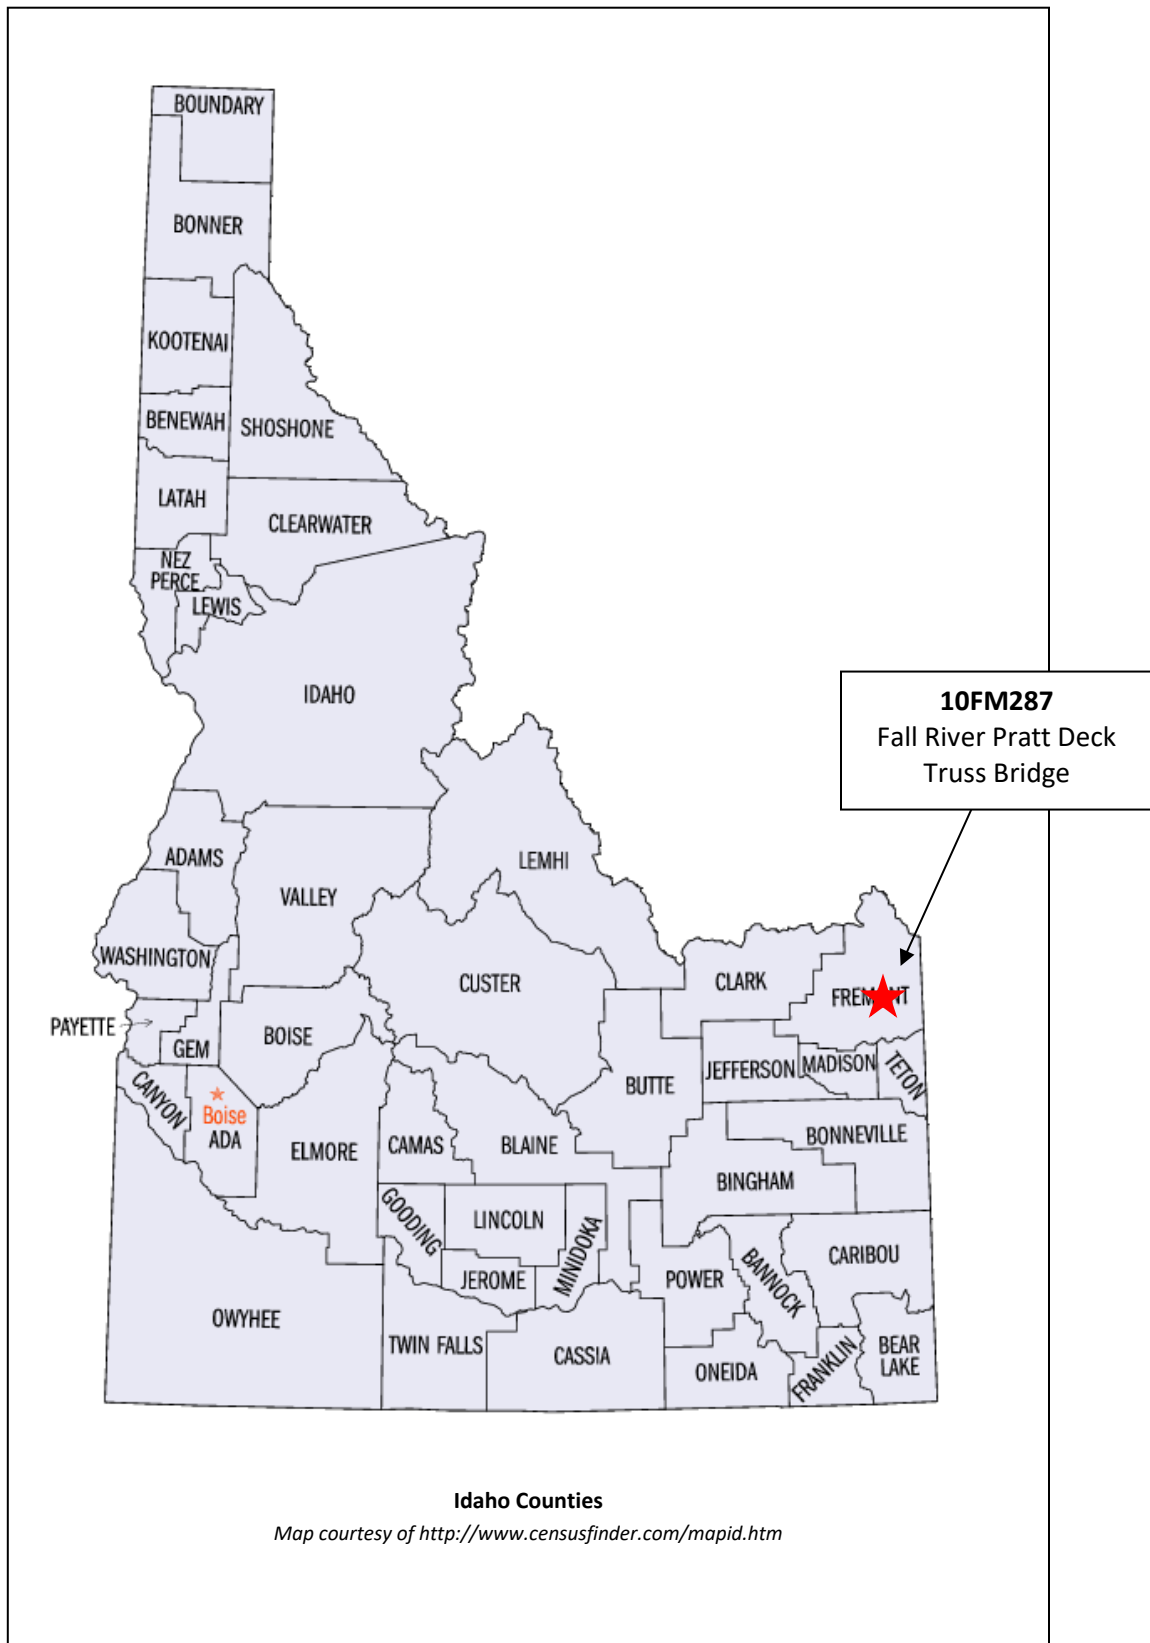 BOUNDARY
BONNER
KOOTENAI
BENEWAH
SHOSHONE
LATAH
CLEARWATER
NEZ
PERCE
LEWIS
IDAHO
10FM287
Fall River Pratt Deck
Truss Bridge
ADAMS
LEMHI
VALLEY
WASHINGTON
CUSTER
CLARK
FREMONT
PAYETTE
BOISE
GEM
BUTTE
JEFFERSON
MADISON
TETON
CANYON
Boise
ADA
ELMORE
CAMAS
BLAINE
BONNEVILLE
BINGHAM
GOODING
LINCOLN
MINIDOKA
JEROME
POWER
BANNOCK
CARIBOU
OWYHEE
TWIN FALLS
CASSIA
ONEIDA
FRANKLIN
BEAR
LAKE
Idaho Counties
Map courtesy of http://www.censusfinder.com/mapid.htm